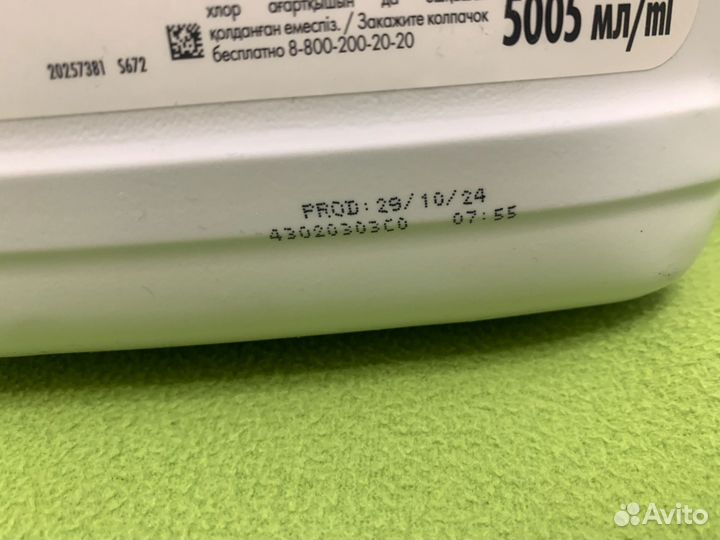 хлор ағартқышын да
қолданған емеспіз. / Закажите колпачок
бесплатно 8-800-200-20-20
5005 мл/ml
20257381 S672
PROD: 29/10/24
43020303C0 07:55
Avito